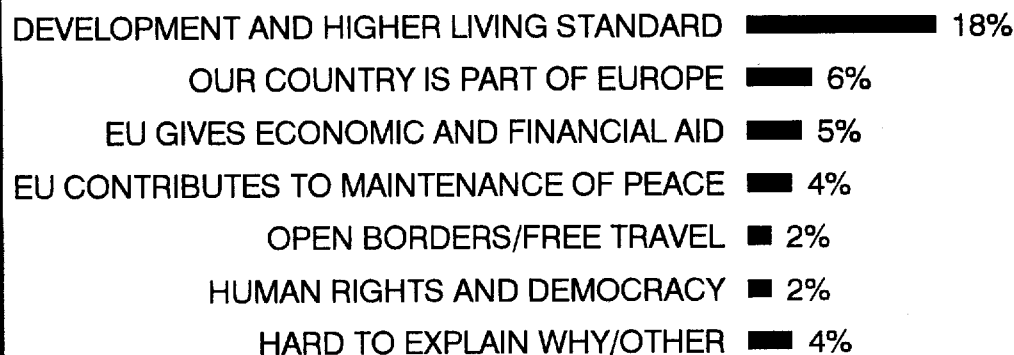 DEVELOPMENT AND HIGHER LIVING STANDARD 18%
OUR COUNTRY IS PART OF EUROPE 6%
EU GIVES ECONOMIC AND FINANCIAL AID 5%
EU CONTRIBUTES TO MAINTENANCE OF PEACE 4%
OPEN BORDERS/FREE TRAVEL 2%
HUMAN RIGHTS AND DEMOCRACY 2%
HARD TO EXPLAIN WHY/OTHER 4%